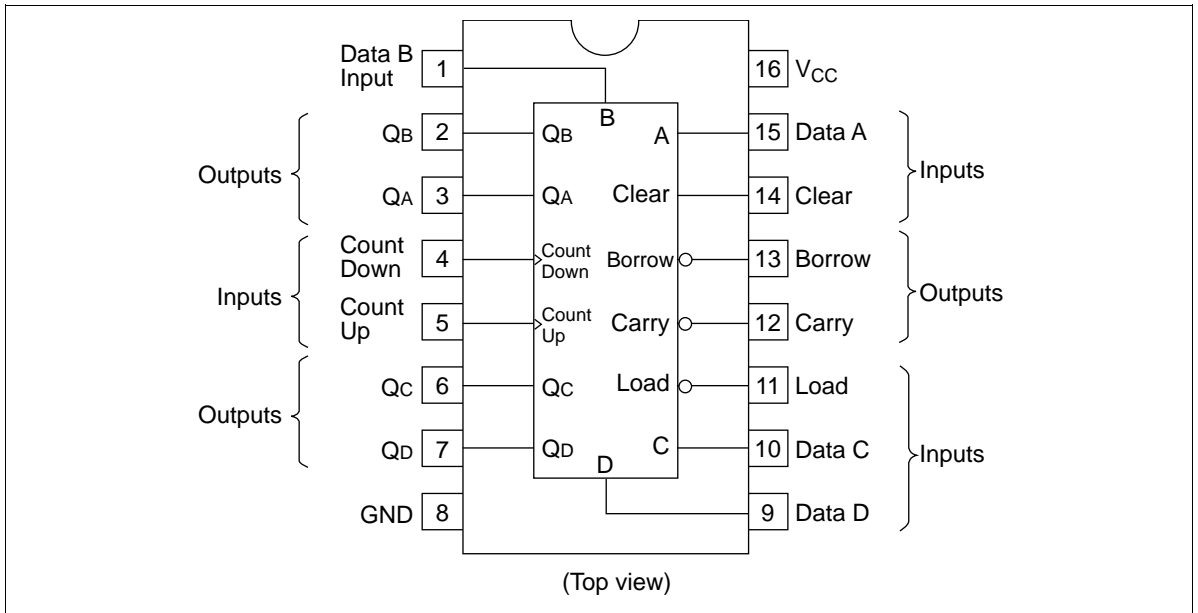 Data B
Input
1
16 VCC
B
QB 2 QB
A 15 Data A
Outputs
Inputs
QA 3 QA
Clear 14 Clear
Count
Down
4
Count
Down
Borrow 13 Borrow
Inputs
Outputs
Count
Up
5
Count
Up
Carry 12 Carry
QC 6 QC
Load 11 Load
Outputs
QD 7 QD
C 10 Data C
Inputs
D
GND 8
9 Data D
(Top view)